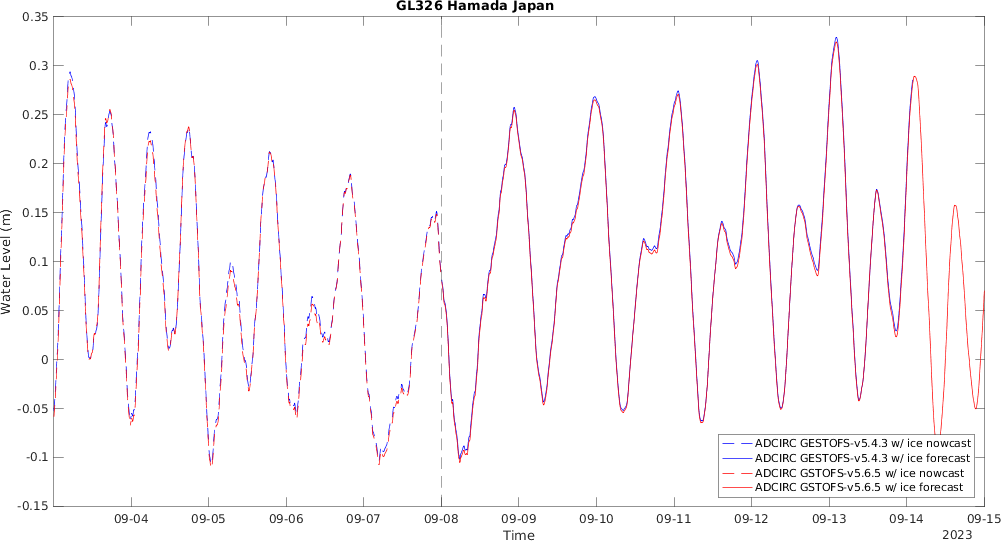 GL326 Hamada Japan
0.35
0.3
0.25
0.2
0.15
0.1
0.05
0
-0.05
-0.1
-0.15
Water Level (m)
ADCIRC GESTOFS-v5.4.3 w/ ice nowcast
ADCIRC GESTOFS-v5.4.3 w/ ice forecast
ADCIRC GSTOFS-v5.6.5 w/ ice nowcast
ADCIRC GSTOFS-v5.6.5 w/ ice forecast
09-04 09-05 09-06 09-07 09-08 09-09 09-10 09-11 09-12 09-13 09-14 09-15
Time
2023